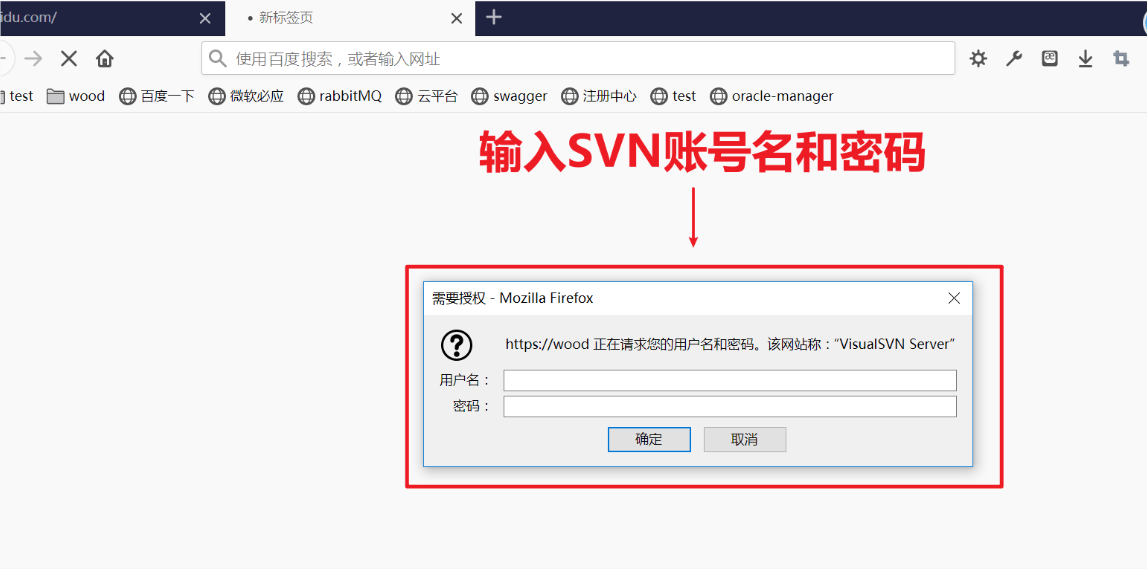 idu.com/
• 新标签页
使用百度搜索，或者输入网址
test wood 百度一下 微软必应 rabbitMQ 云平台 swagger 注册中心 test oracle-manager
输入SVN账号名和密码
需要授权 - Mozilla Firefox
https://wood 正在请求您的用户名和密码。该网站称：“VisualSVN Server”
用户名：
密码：
确定 取消